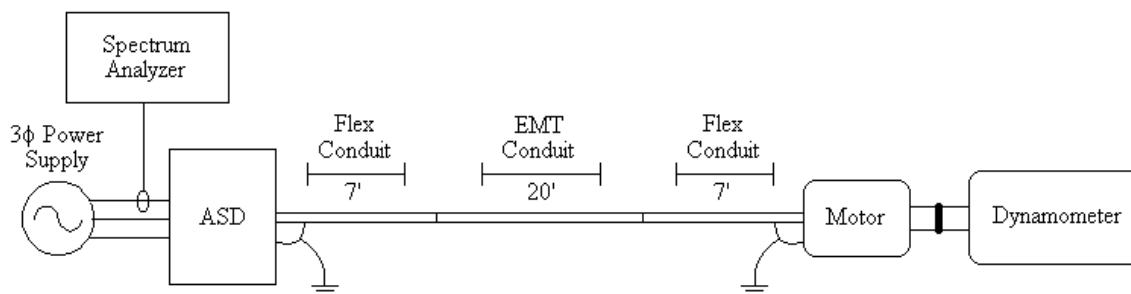 Spectrum
Analyzer
3ϕ Power
Supply
Flex
Conduit
7'
EMT
Conduit
20'
Flex
Conduit
7'
ASD
Motor
Dynamometer